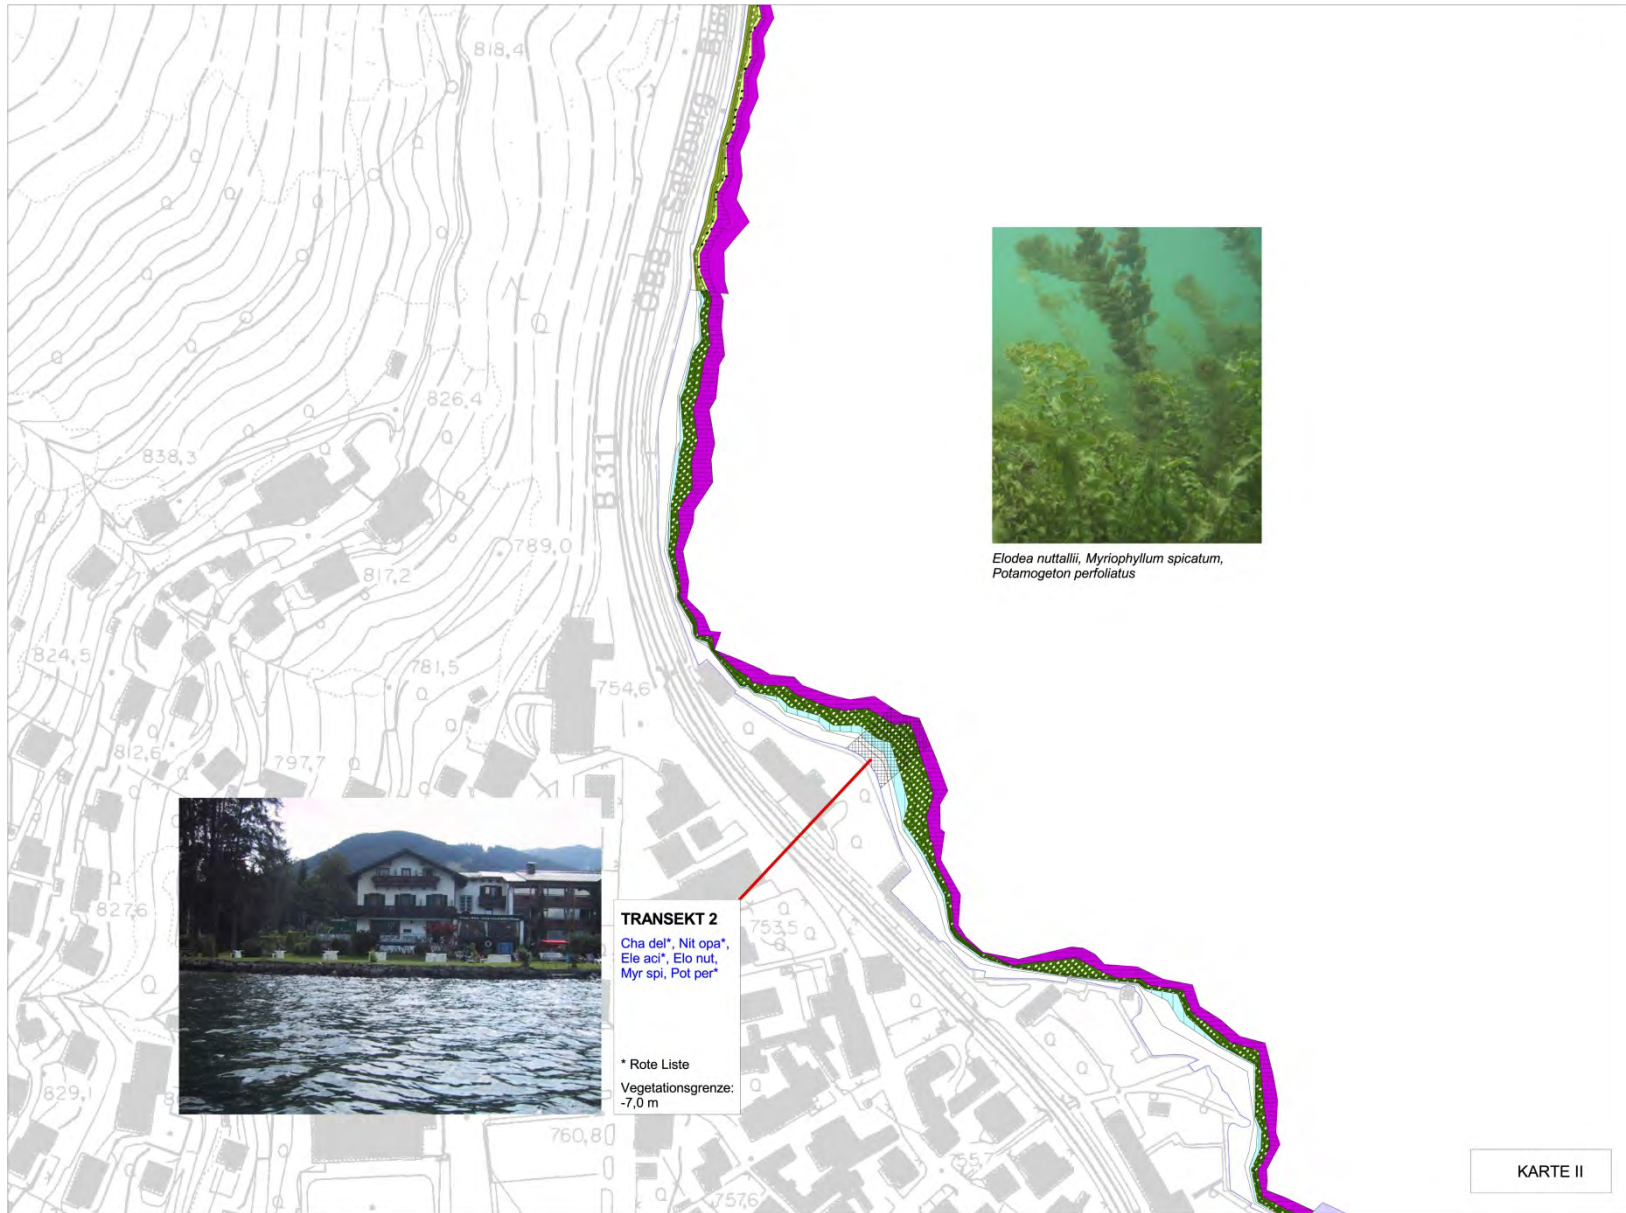 818,4
ÖBB ( Salzburg
B 311
826,4
838,3
789,0
817,2
824,5
781,5
754,6
812,6
797,7
827,6
753,5
829,1
760,8
755,7
757,6
Elodea nuttallii, Myriophyllum spicatum,
Potamogeton perfoliatus
TRANSEKT 2
Cha del*, Nit opa*,
Ele aci*, Elo nut,
Myr spi, Pot per*
* Rote Liste
Vegetationsgrenze:
-7,0 m
KARTE II